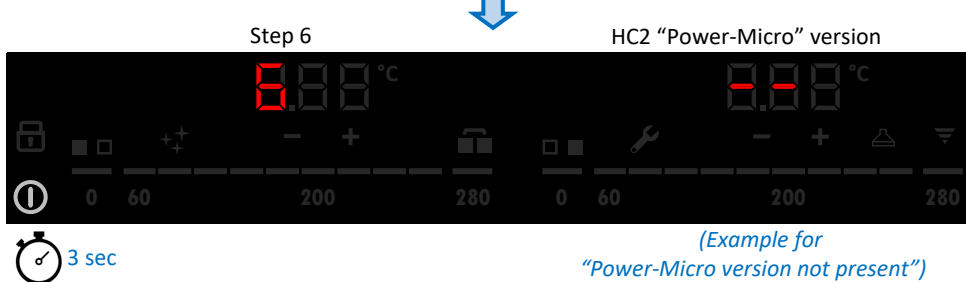 Step 6
HC2 “Power-Micro” version
6.
°C
- -
°C
0 60 200 280 0 60 200 280
3 sec
(Example for
“Power-Micro version not present”)